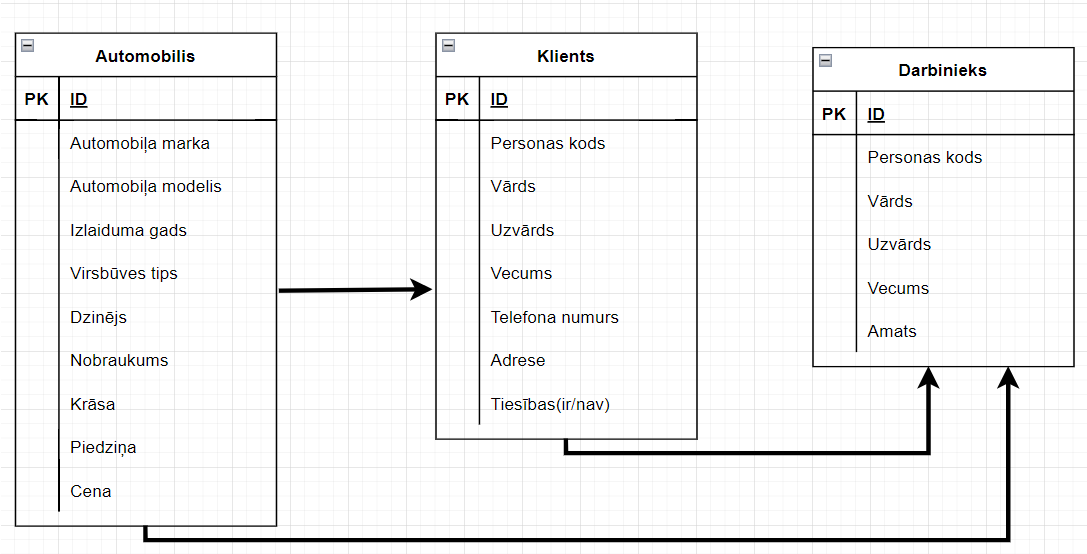 Automobilis
PK ID
Automobiļa marka
Automobiļa modelis
Izlaiduma gads
Virsbūves tips
Dzinējs
Nobraukums
Krāsa
Piedziņa
Cena
Klients
PK ID
Personas kods
Vārds
Uzvārds
Vecums
Telefona numurs
Adrese
Tiesības(ir/nav)
Darbinieks
PK ID
Personas kods
Vārds
Uzvārds
Vecums
Amats